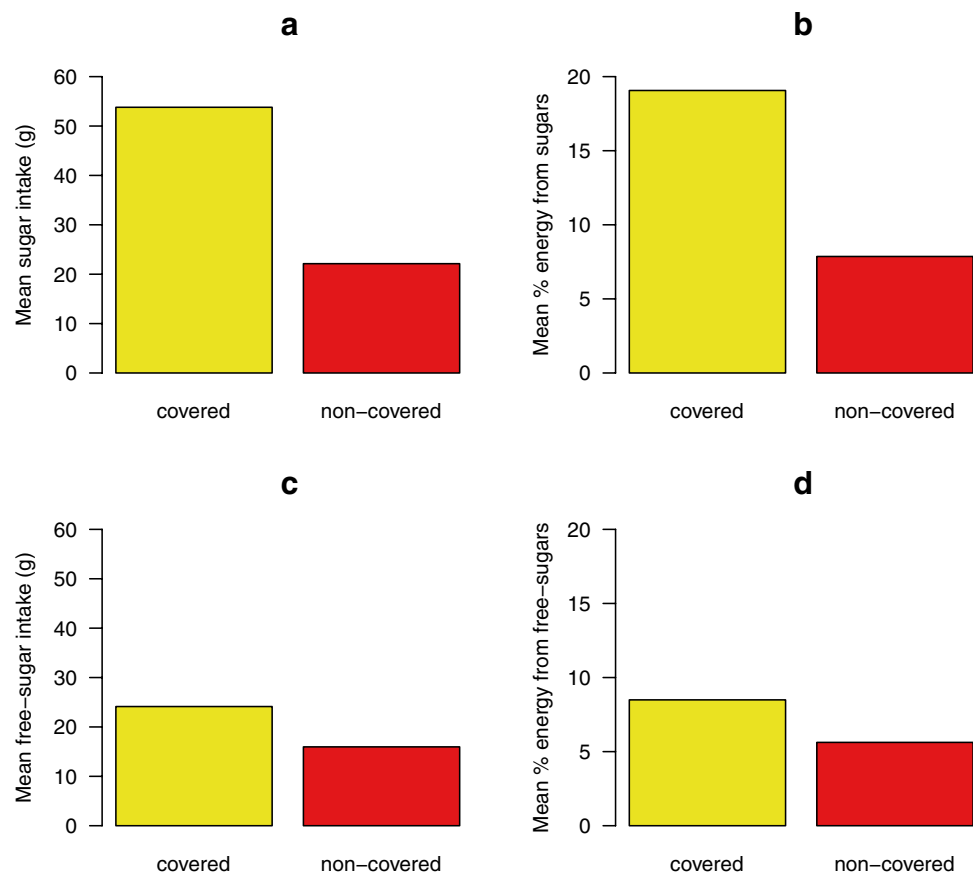 a
Mean sugar intake (g)
60
50
40
30
20
10
0
covered non−covered
b
Mean % energy from sugars
20
15
10
5
0
covered non−covered
c
Mean free−sugar intake (g)
60
50
40
30
20
10
0
covered non−covered
d
Mean % energy from free−sugars
20
15
10
5
0
covered non−covered